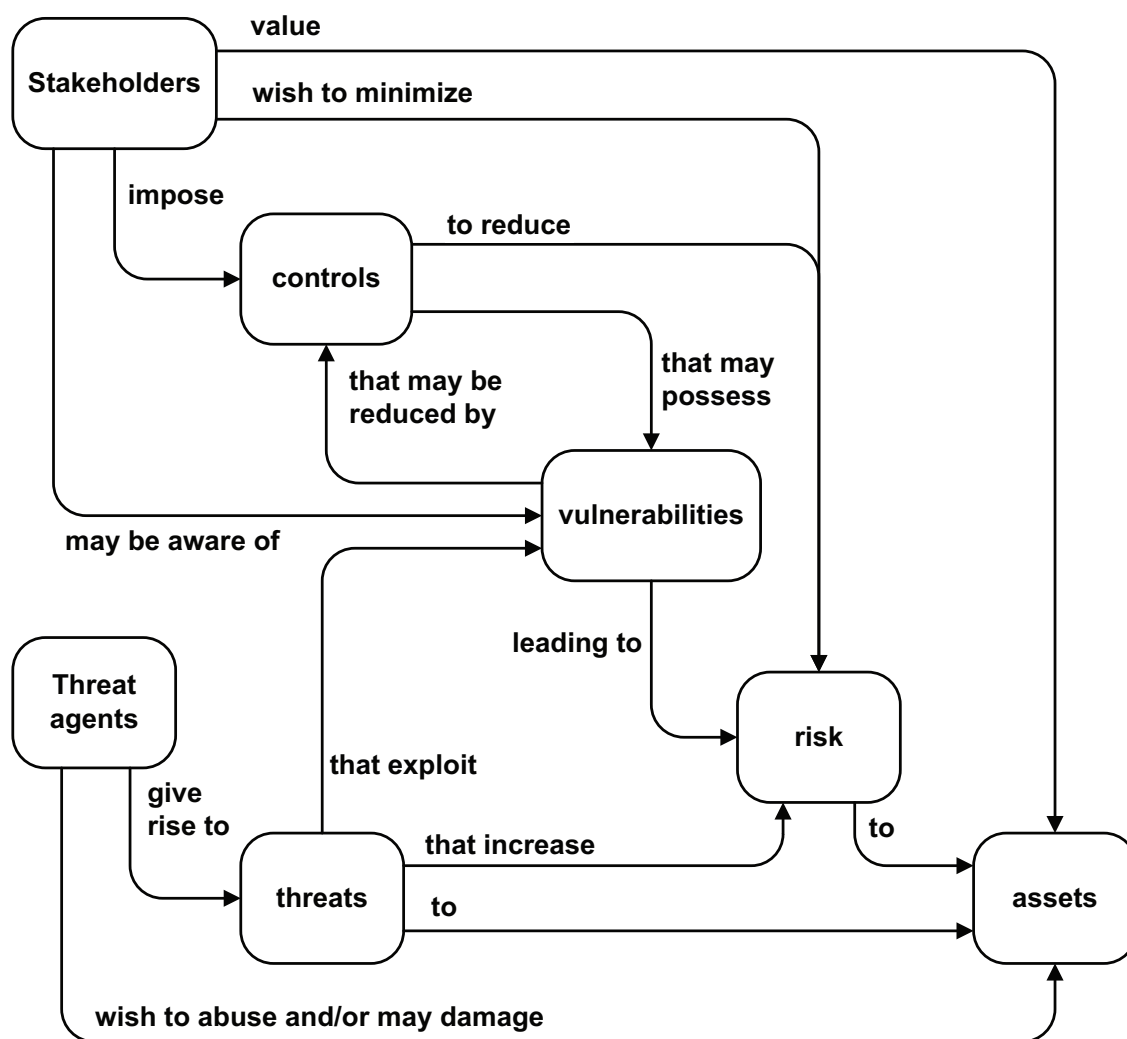 value
Stakeholders
wish to minimize
impose
to reduce
controls
that may be
reduced by
that may
possess
vulnerabilities
may be aware of
leading to
Threat
agents
risk
that exploit
give
rise to
that increase
to
threats
to
assets
wish to abuse and/or may damage